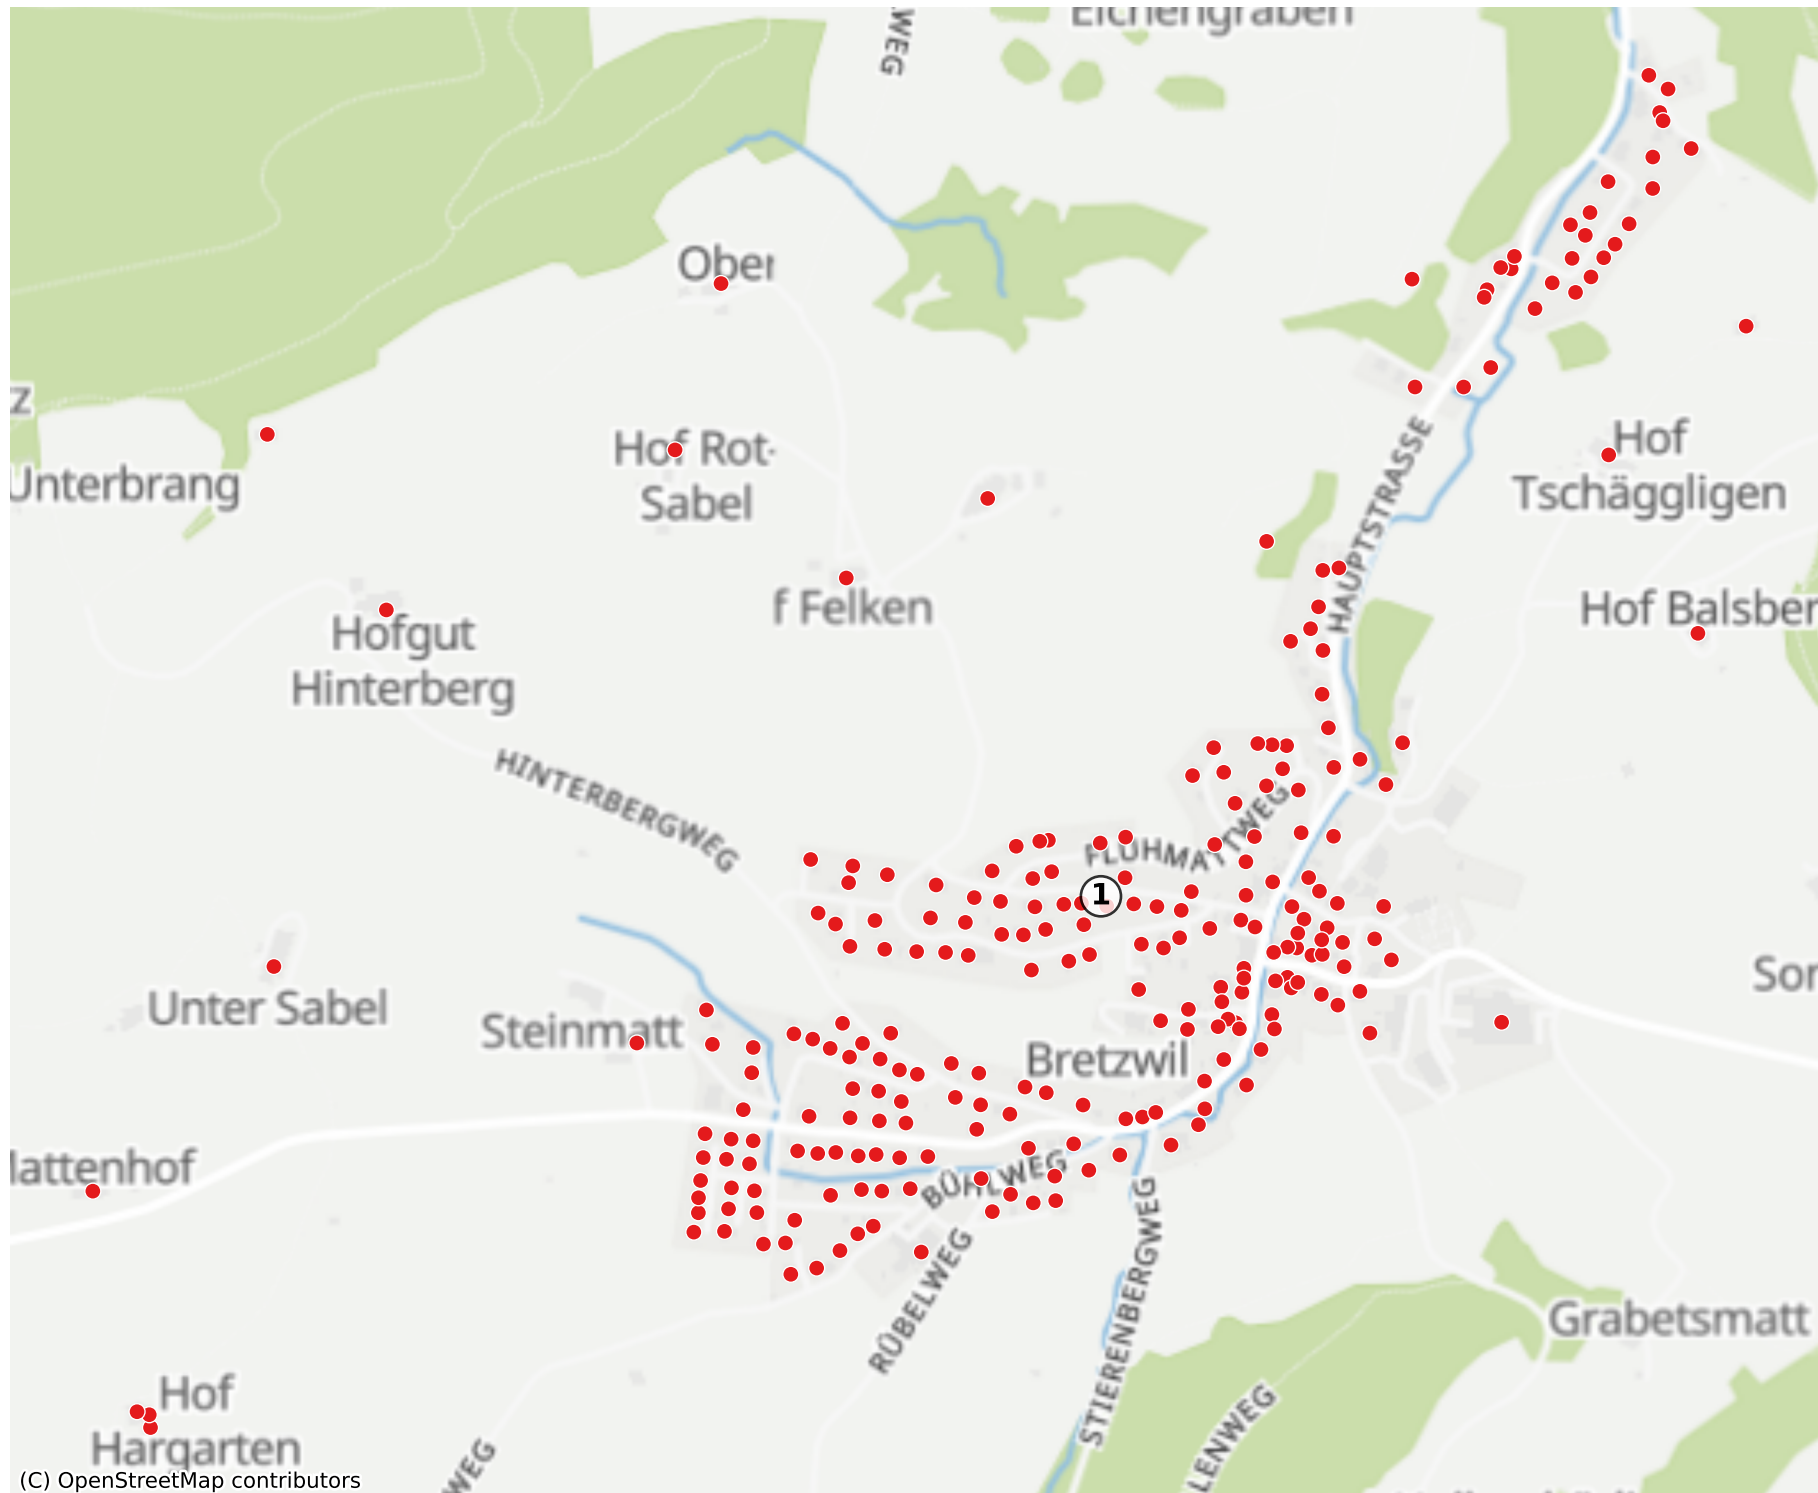 Eichengraben
WEG
Ober
z
Unterbrang
Hof Rot-
Sabel
HAUPTSTRASSE
Hof
Tschäggligen
f Felken
Hof Balsber
Hofgut
Hinterberg
HINTERBERGWEG
FLUHMATTWEG
1
Unter Sabel
Steinmatt
Bretzwil
Sor
lattenhof
BÜHLWEG
RÜBELWEG
STIERENBERGWEG
Grabetsmatt
Hof
Hargarten
WEG
LENWEG
(C) OpenStreetMap contributors